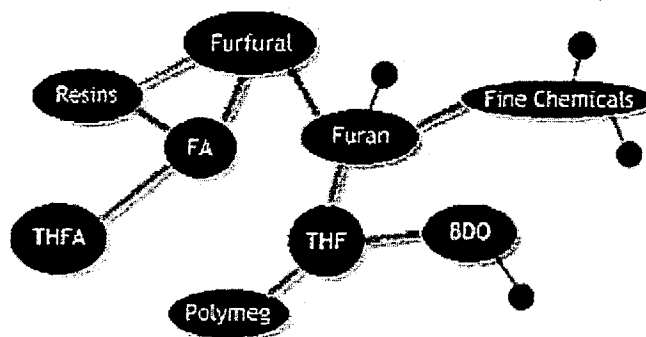 Furfural
Resins
Fine Chemicals
FA
Furan
THFA
THF
BDO
Polymeg